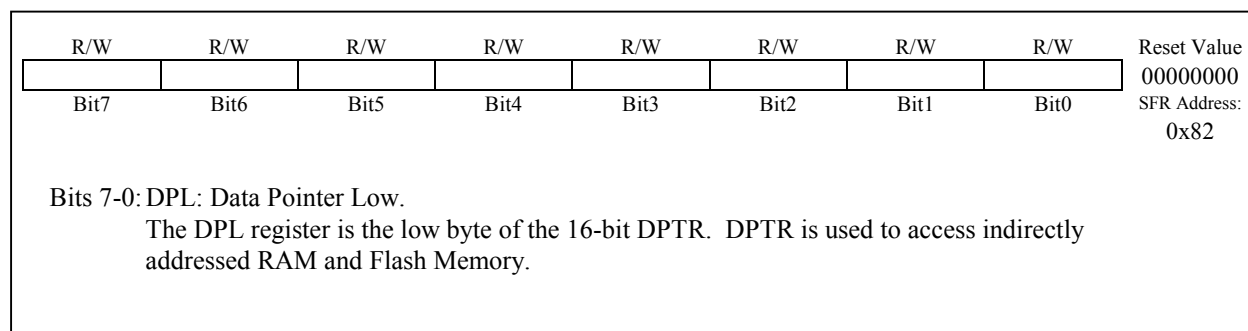 R/W R/W R/W R/W R/W R/W R/W R/W Reset Value
00000000
Bit7 Bit6 Bit5 Bit4 Bit3 Bit2 Bit1 Bit0 SFR Address:
0x82
Bits 7-0: DPL: Data Pointer Low.
The DPL register is the low byte of the 16-bit DPTR. DPTR is used to access indirectly
addressed RAM and Flash Memory.